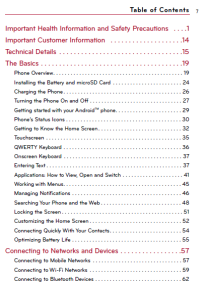 Table of Contents 7
Important Health Information and Safety Precautions ....1
Important Customer Information ..................14
Technical Details ...............................15
The Basics ....................................19
Phone Overview...................................19
Installing the Battery and microSD Card ...............24
Charging the Phone ................................26
Turning the Phone On and Off ........................27
Getting started with your Android™ phone..............29
Phone's Status Icons ................................30
Getting to Know the Home Screen.....................32
Touchscreen ......................................35
QWERTY Keyboard .................................36
Onscreen Keyboard .................................37
Entering Text......................................37
Applications: How to View, Open and Switch ............41
Working with Menus.................................45
Managing Notifications ..............................46
Searching Your Phone and the Web....................48
Locking the Screen..................................51
Customizing the Home Screen ........................52
Connecting Quickly With Your Contacts.................54
Optimizing Battery Life ..............................55
Connecting to Networks and Devices ...............57
Connecting to Mobile Networks .......................57
Connecting to Wi-Fi Networks ........................59
Connecting to Bluetooth Devices ......................62